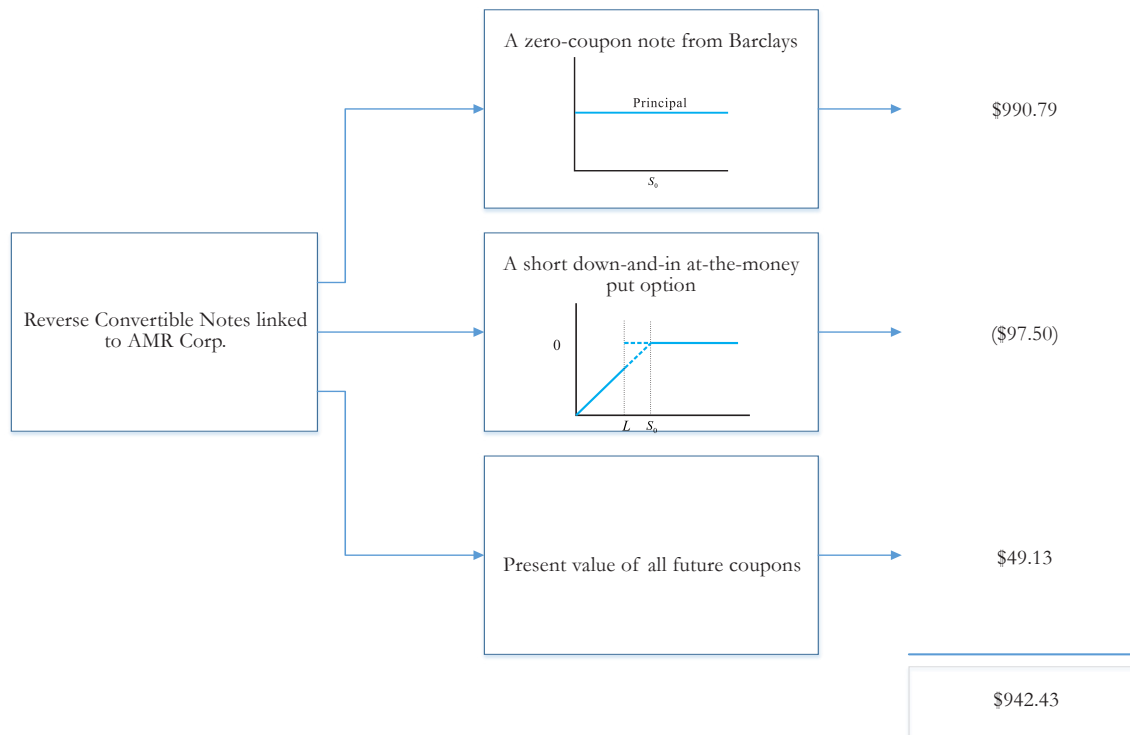 A zero-coupon note from Barclays
Principal
S₀
$990.79
Reverse Convertible Notes linked
to AMR Corp.
A short down-and-in at-the-money
put option
0
L S₀
($97.50)
Present value of all future coupons
$49.13
$942.43